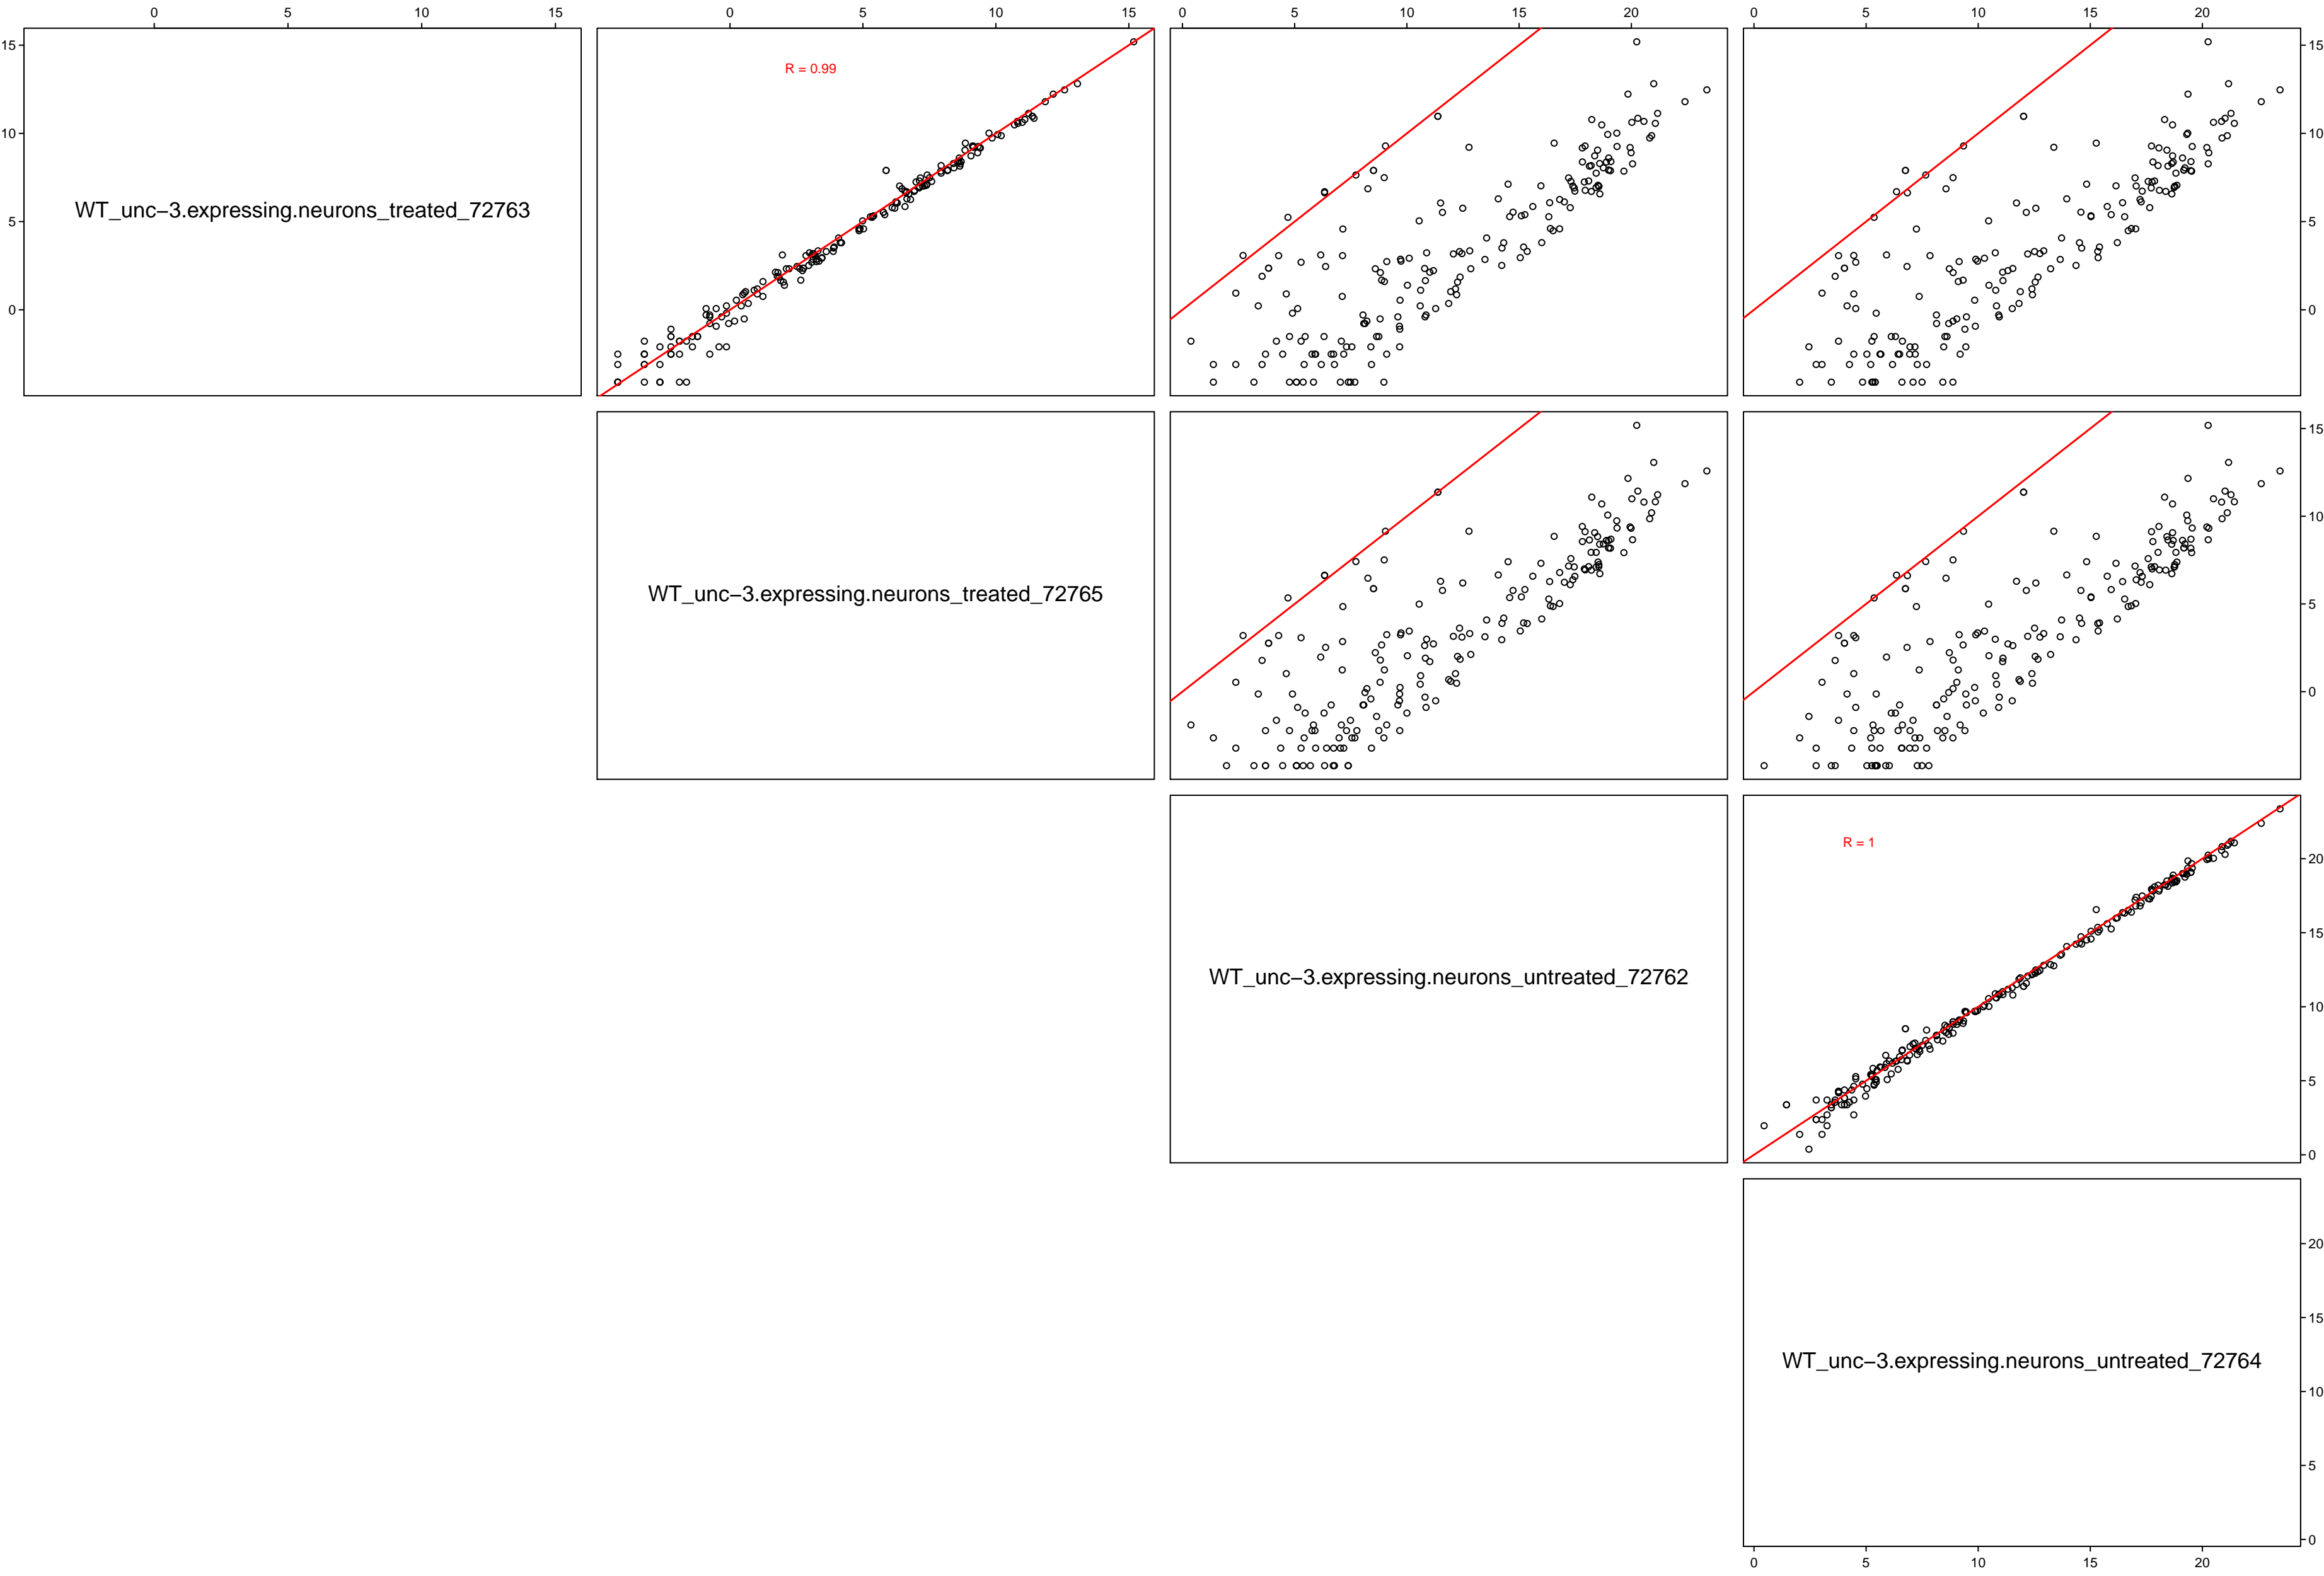 0 5 10 15 0 5 10 15 0 5 10 15 20 0 5 10 15 20
15
10
5
0
R = 0.99
WT_unc−3.expressing.neurons_treated_72763
15
10
5
0
WT_unc−3.expressing.neurons_treated_72765
15
10
5
0
R = 1
WT_unc−3.expressing.neurons_untreated_72762
20
15
10
5
0
WT_unc−3.expressing.neurons_untreated_72764
20
15
10
5
0
0 5 10 15 20